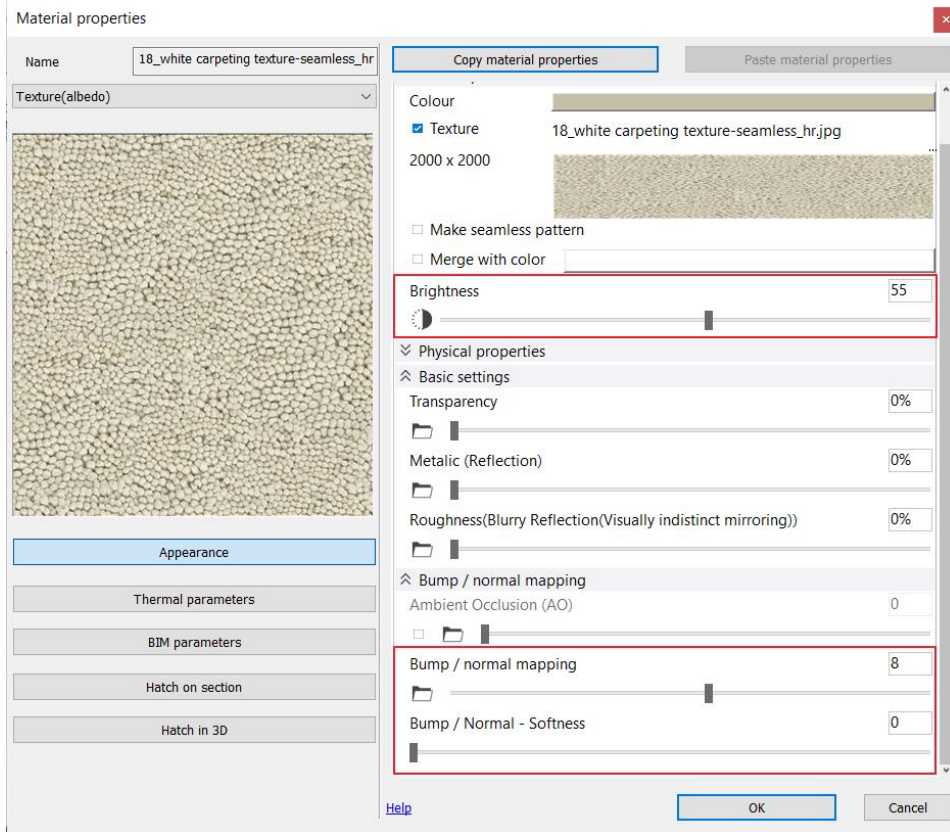 Material properties
Name
18_white carpeting texture-seamless_hr
Texture(albedo)
Appearance
Thermal parameters
BIM parameters
Hatch on section
Hatch in 3D
Copy material properties
Paste material properties
Colour
Texture
18_white carpeting texture-seamless_hr.jpg
...
2000 x 2000
Make seamless pattern
Merge with color
Brightness
55
Physical properties
Basic settings
Transparency
0%
Metalic (Reflection)
0%
Roughness(Blurry Reflection(Visually indistinct mirroring))
0%
Bump / normal mapping
Ambient Occlusion (AO)
0
Bump / normal mapping
8
Bump / Normal - Softness
0
Help
OK
Cancel